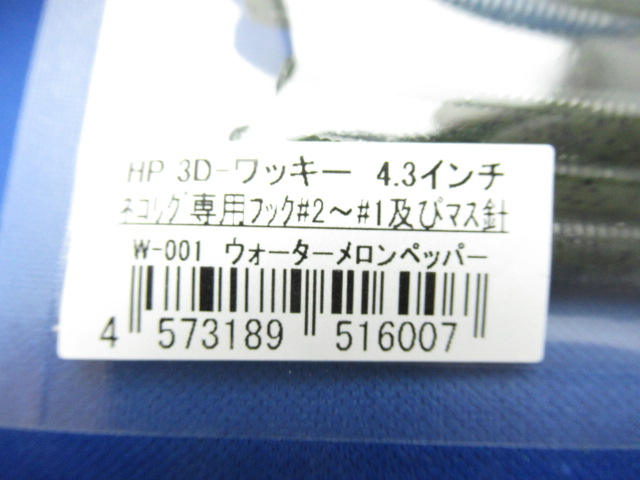 HP 3D-ワッキー 4.3インチ
ネコリグ専用フック#2～#1及びマス針
W-001 ウォーターメロンペッパー
4 573189 516007